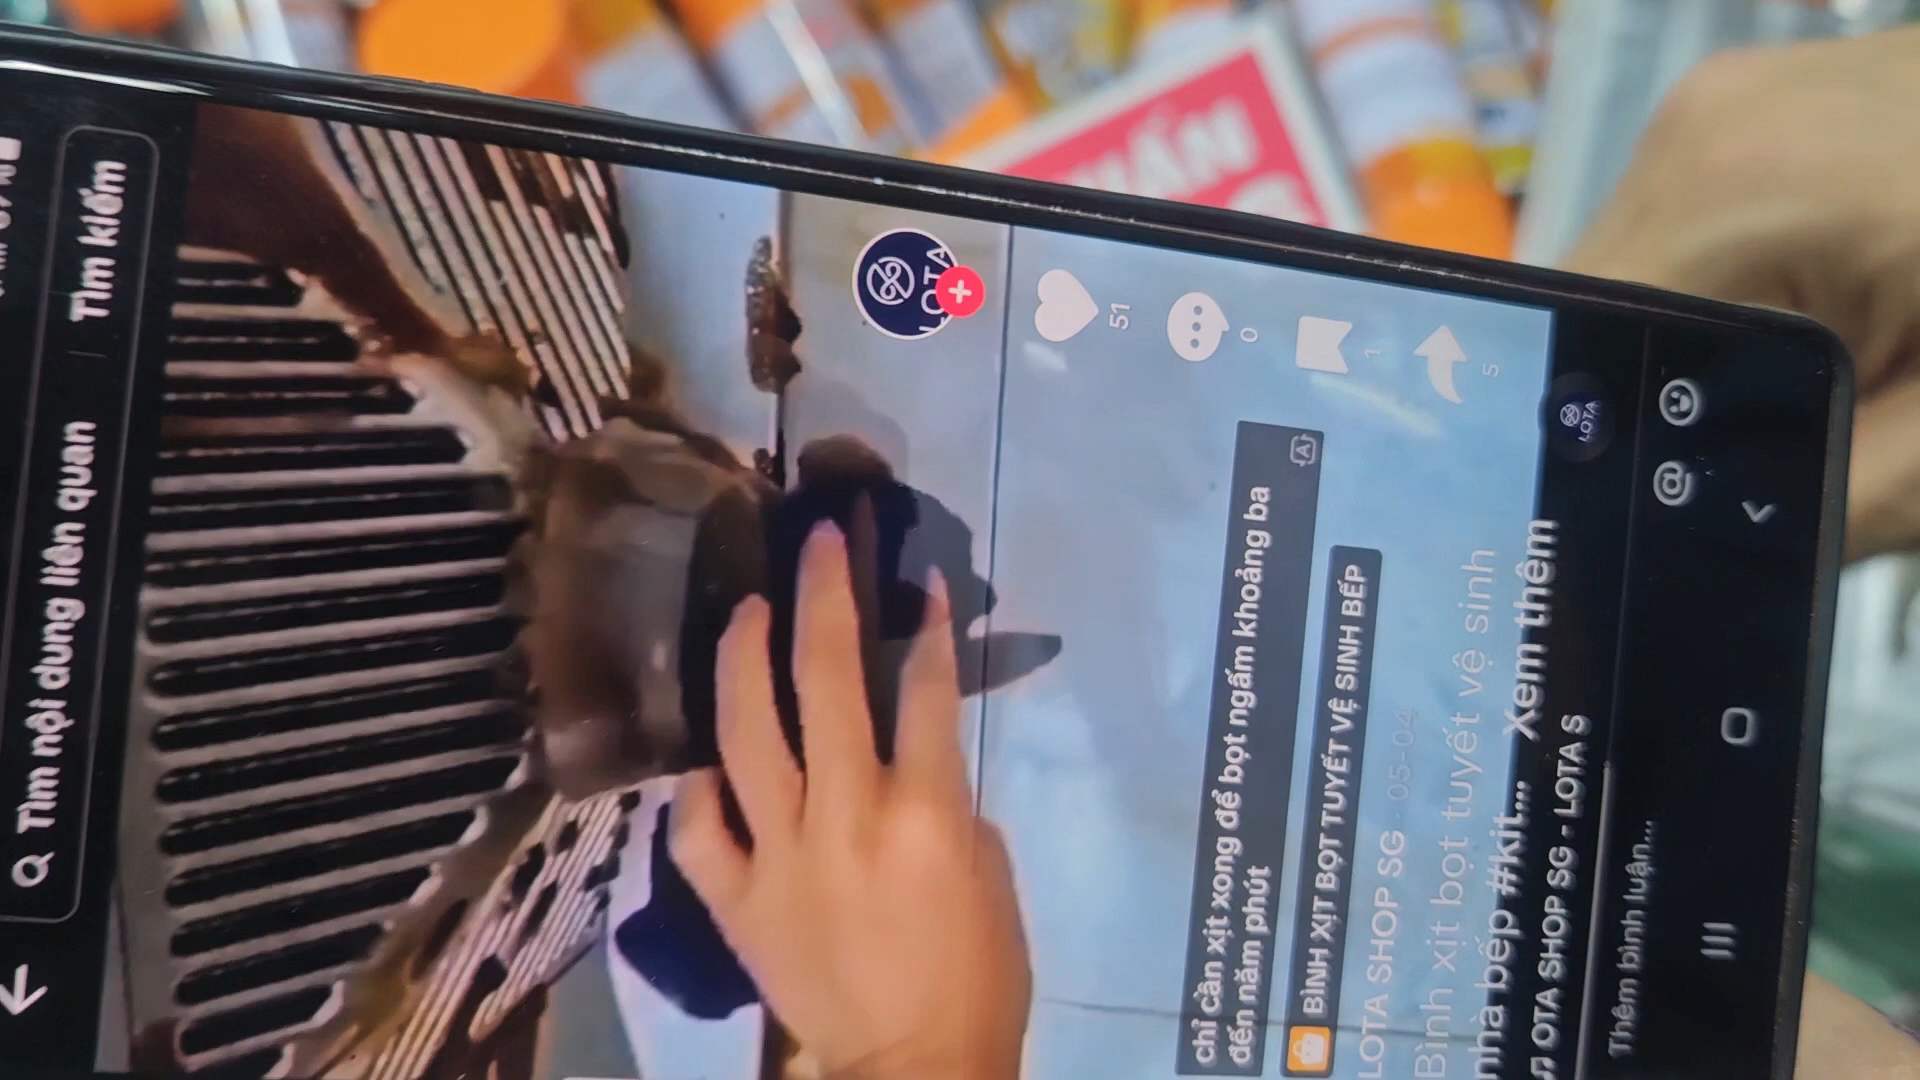 Tìm nội dung liên quan
Tìm kiếm
LOTA
51
0
1
5
chỉ cần xịt xong để bọt ngấm khoảng ba
đến năm phút
BÌNH XỊT BỌT TUYẾT VỆ SINH BẾP
LOTA SHOP SG · 05-04
Bình xịt bọt tuyết vệ sinh
nhà bếp #kit... Xem thêm
OTA SHOP SG - LOTA S
LOTA
Thêm bình luận...
@